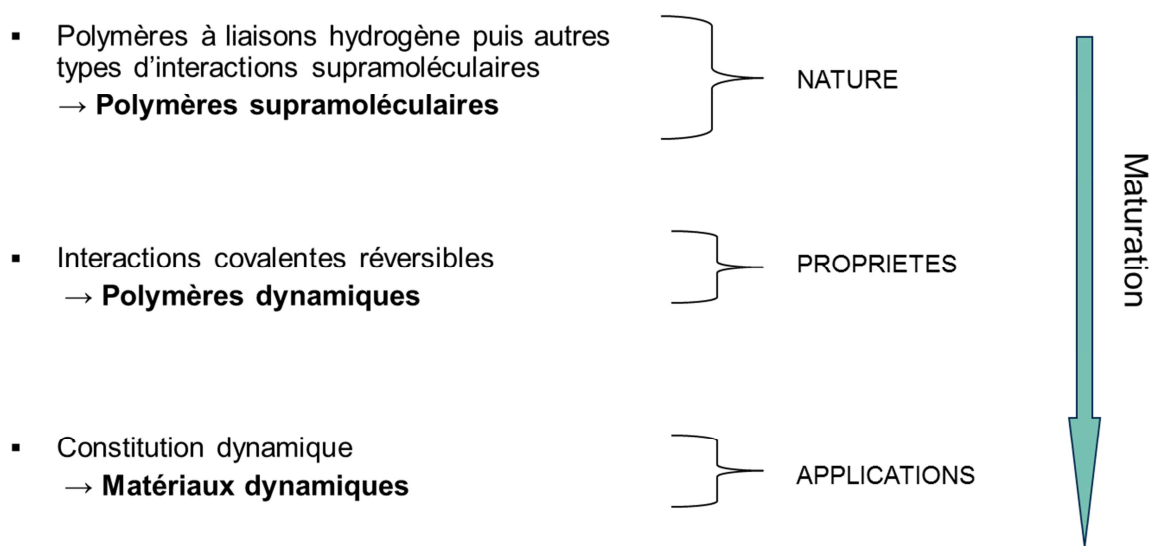 ▪ Polymères à liaisons hydrogène puis autres
types d'interactions supramoléculaires
→ Polymères supramoléculaires
NATURE
▪ Interactions covalentes réversibles
→ Polymères dynamiques
PROPRIETES
▪ Constitution dynamique
→ Matériaux dynamiques
APPLICATIONS
Maturation